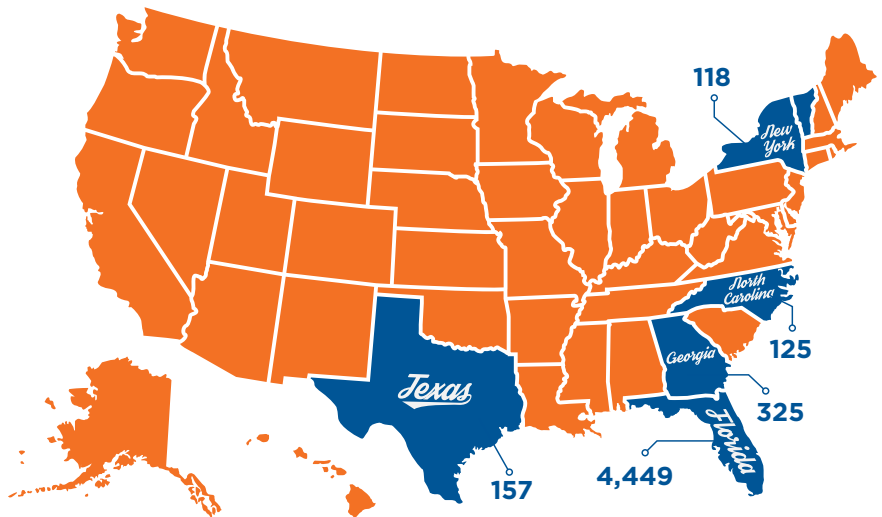 118
New
York
North
Carolina
125
Georgia
Texas
325
Florida
4,449
157